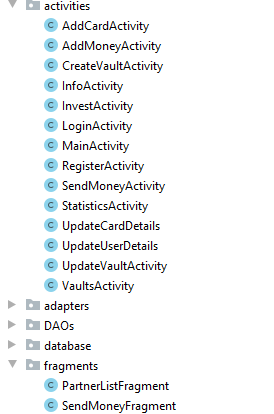 activities
AddCardActivity
AddMoneyActivity
CreateVaultActivity
InfoActivity
InvestActivity
LoginActivity
MainActivity
RegisterActivity
SendMoneyActivity
StatisticsActivity
UpdateCardDetails
UpdateUserDetails
UpdateVaultActivity
VaultsActivity
adapters
DAOs
database
fragments
PartnerListFragment
SendMoneyFragment